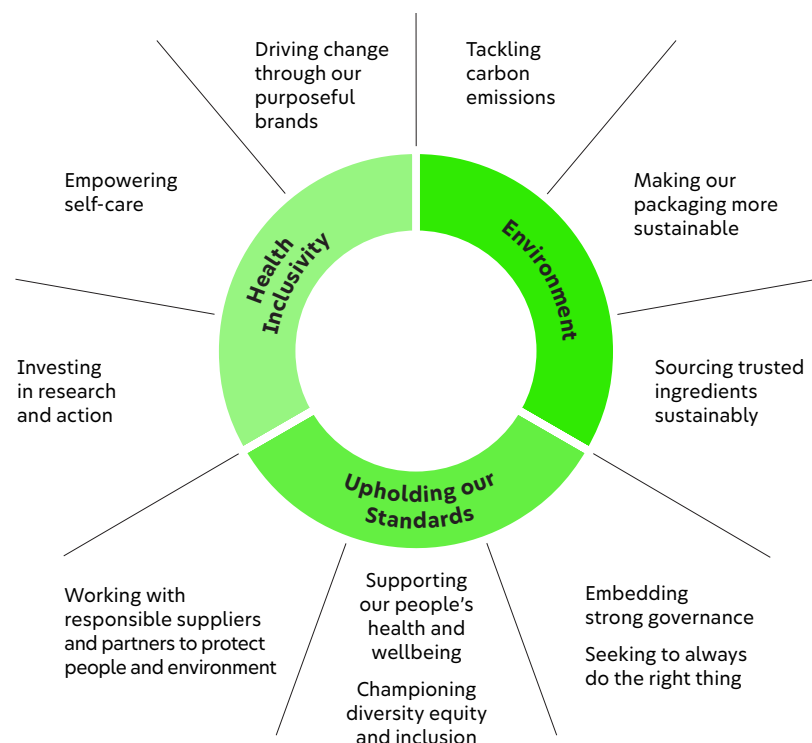 Driving change
through our
purposeful
brands
Tackling
carbon
emissions
Empowering
self-care
Making our
packaging more
sustainable
Health
Inclusivity
Environment
Investing
in research
and action
Sourcing trusted
ingredients
sustainably
Upholding our
Standards
Working with
responsible suppliers
and partners to protect
people and environment
Supporting
our people’s
health and
wellbeing
Championing
diversity equity
and inclusion
Embedding
strong governance
Seeking to always
do the right thing